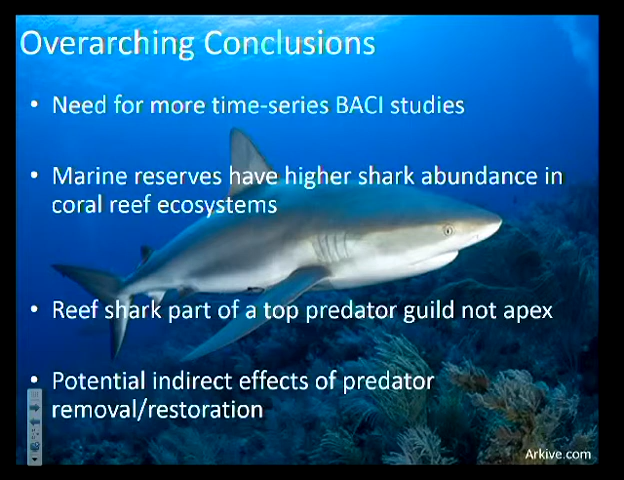 Overarching Conclusions
• Need for more time-series BACI studies
• Marine reserves have higher shark abundance in
coral reef ecosystems
• Reef shark part of a top predator guild not apex
• Potential indirect effects of predator
removal/restoration
Arkive.com